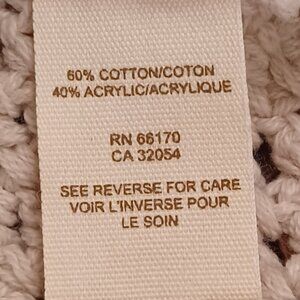 60% COTTON/COTON
40% ACRYLIC/ACRYLIQUE
RN 66170
CA 32054
SEE REVERSE FOR CARE
VOIR L'INVERSE POUR
LE SOIN